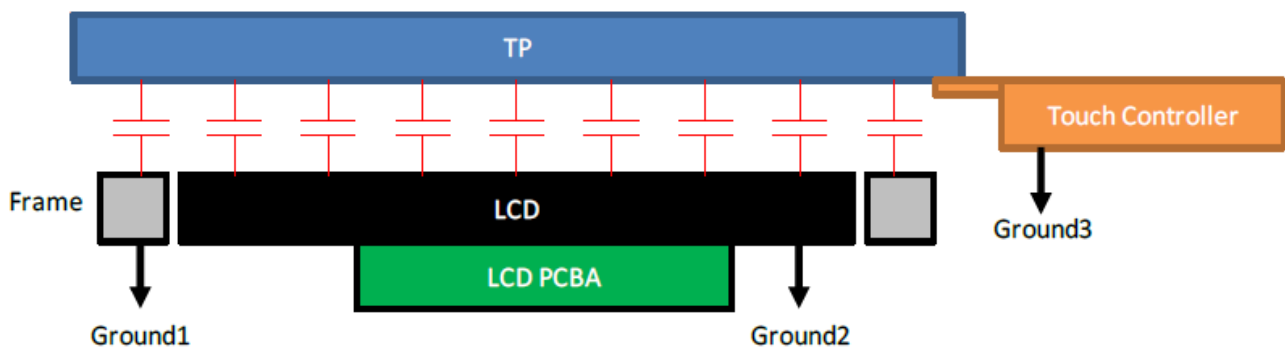 TP
Touch Controller
Frame
LCD
Ground3
LCD PCBA
Ground1
Ground2